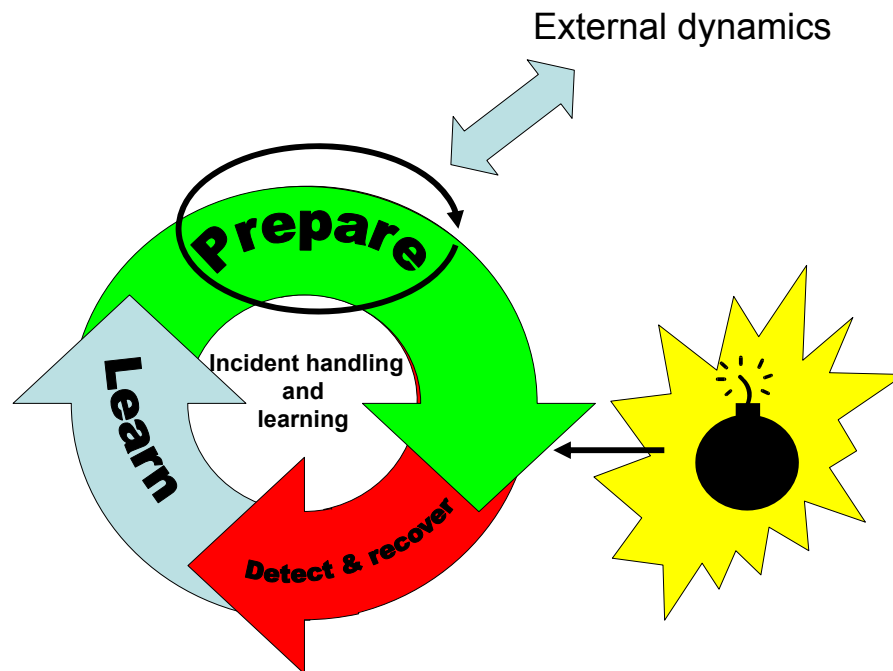 External dynamics
Prepare
Incident handling
and
learning
Learn
Detect & recover